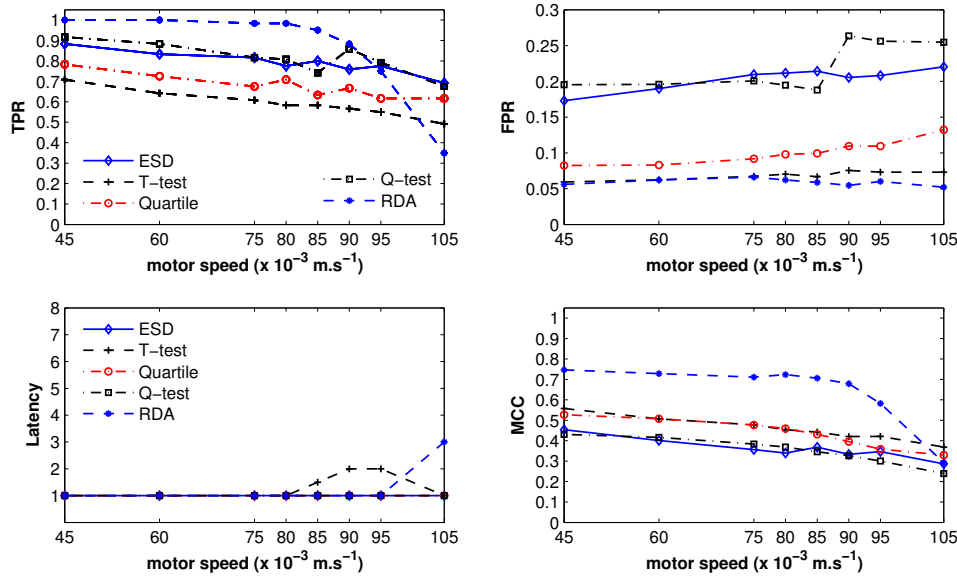 1
0.9
0.8
0.7
0.6
0.5
0.4
0.3
0.2
0.1
0
TPR
ESD
T−test
Quartile
Q−test
RDA
45 60 75 80 85 90 95 105
motor speed (x 10⁻³ m.s⁻¹)
0.3
0.25
0.2
0.15
0.1
0.05
0
FPR
45 60 75 80 85 90 95 105
motor speed (x 10⁻³ m.s⁻¹)
8
7
6
5
4
3
2
1
Latency
ESD
T−test
Quartile
Q−test
RDA
45 60 75 80 85 90 95 105
motor speed (x 10⁻³ m.s⁻¹)
1
0.9
0.8
0.7
0.6
0.5
0.4
0.3
0.2
0.1
0
MCC
45 60 75 80 85 90 95 105
motor speed (x 10⁻³ m.s⁻¹)